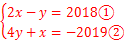 2x − y = 2018①
4y + x = −2019②